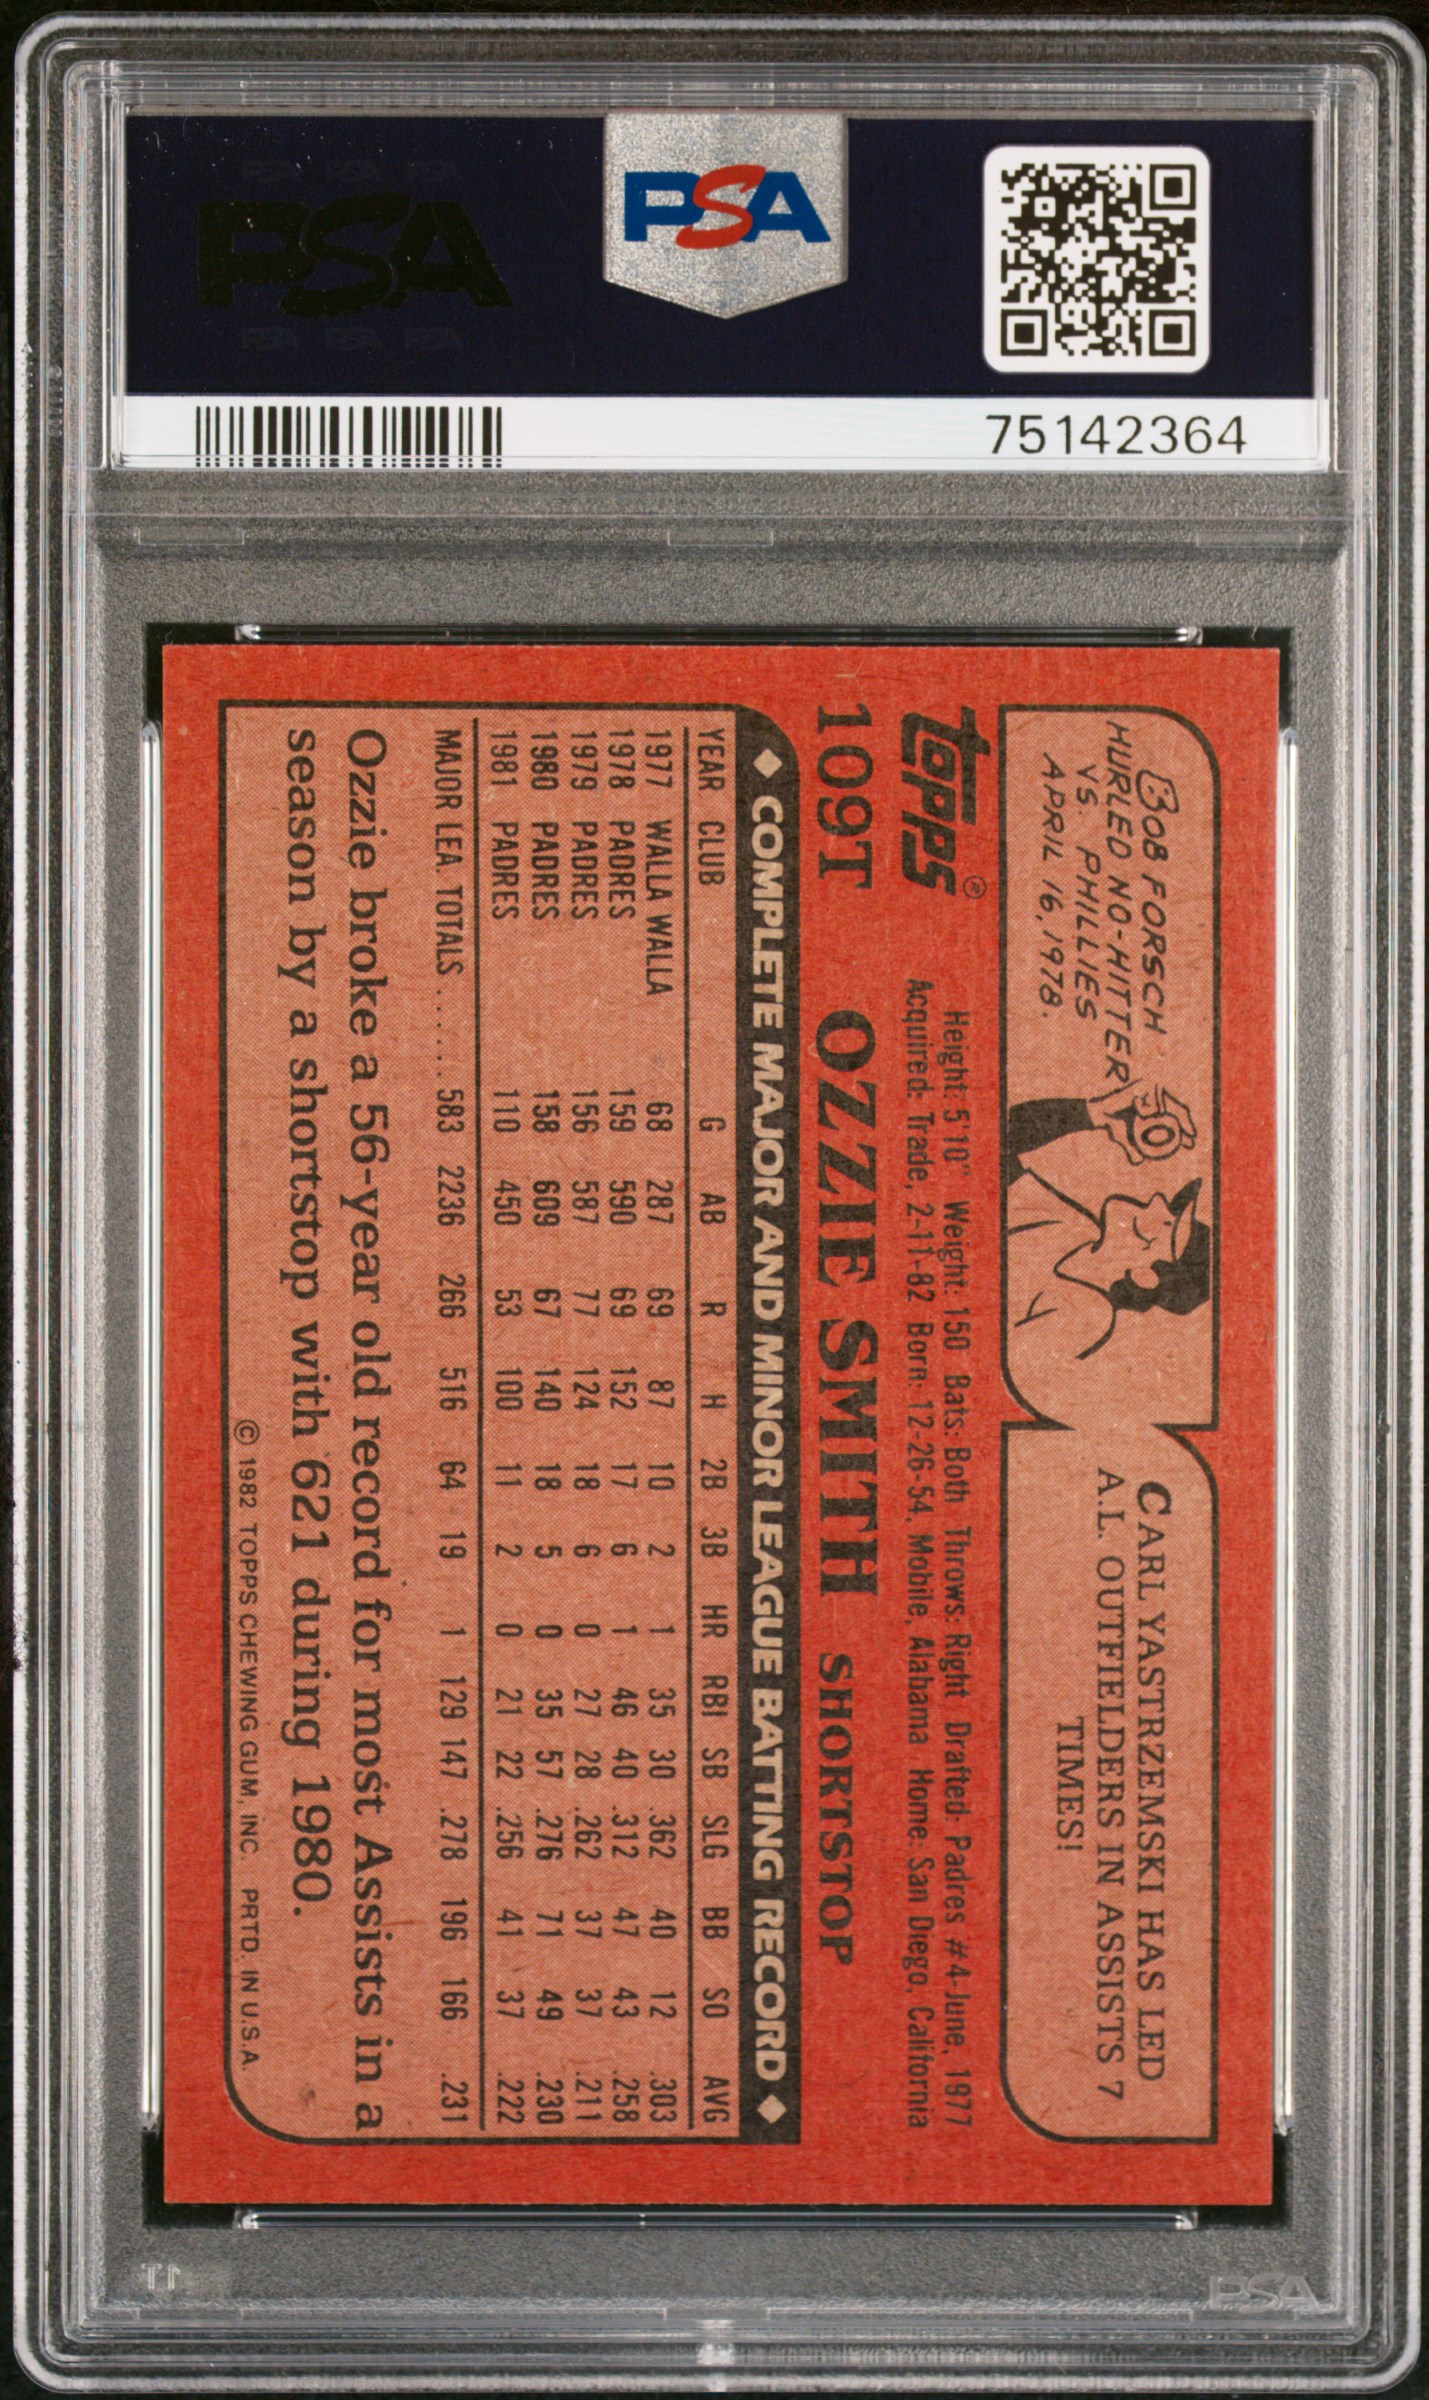 PSA
PSA PSA PSA
PSA
PSA PSA PSA
75142364
BOB FORSCH
HURLED NO-HITTER
VS. PHILLIES
APRIL 16, 1978.
CARL YASTRZEMSKI HAS LED
A.L. OUTFIELDERS IN ASSISTS 7
TIMES!
topps®
Height: 5'10" Weight: 150 Bats: Both Throws: Right Drafted: Padres #4-June, 1977
Acquired: Trade, 2-11-82 Born: 12-26-54, Mobile, Alabama Home: San Diego, California
109T OZZIE SMITH SHORTSTOP
◆ COMPLETE MAJOR AND MINOR LEAGUE BATTING RECORD ◆
YEAR CLUB G AB R H 2B 3B HR RBI SB SLG BB SO AVG
1977 WALLA WALLA 68 287 69 87 10 2 1 35 30 .362 40 12 .303
1978 PADRES 159 590 69 152 17 6 1 46 40 .312 47 43 .258
1979 PADRES 156 587 77 124 18 6 0 27 28 .262 37 37 .211
1980 PADRES 158 609 67 140 18 5 0 35 57 .276 71 49 .230
1981 PADRES 110 450 53 100 11 2 0 21 22 .256 41 37 .222
MAJOR LEA. TOTALS ...... 583 2236 266 516 64 19 1 129 147 .278 196 166 .231
Ozzie broke a 56-year old record for most Assists in a
season by a shortstop with 621 during 1980.
© 1982 TOPPS CHEWING GUM, INC. PRTD. IN U.S.A.
PSA